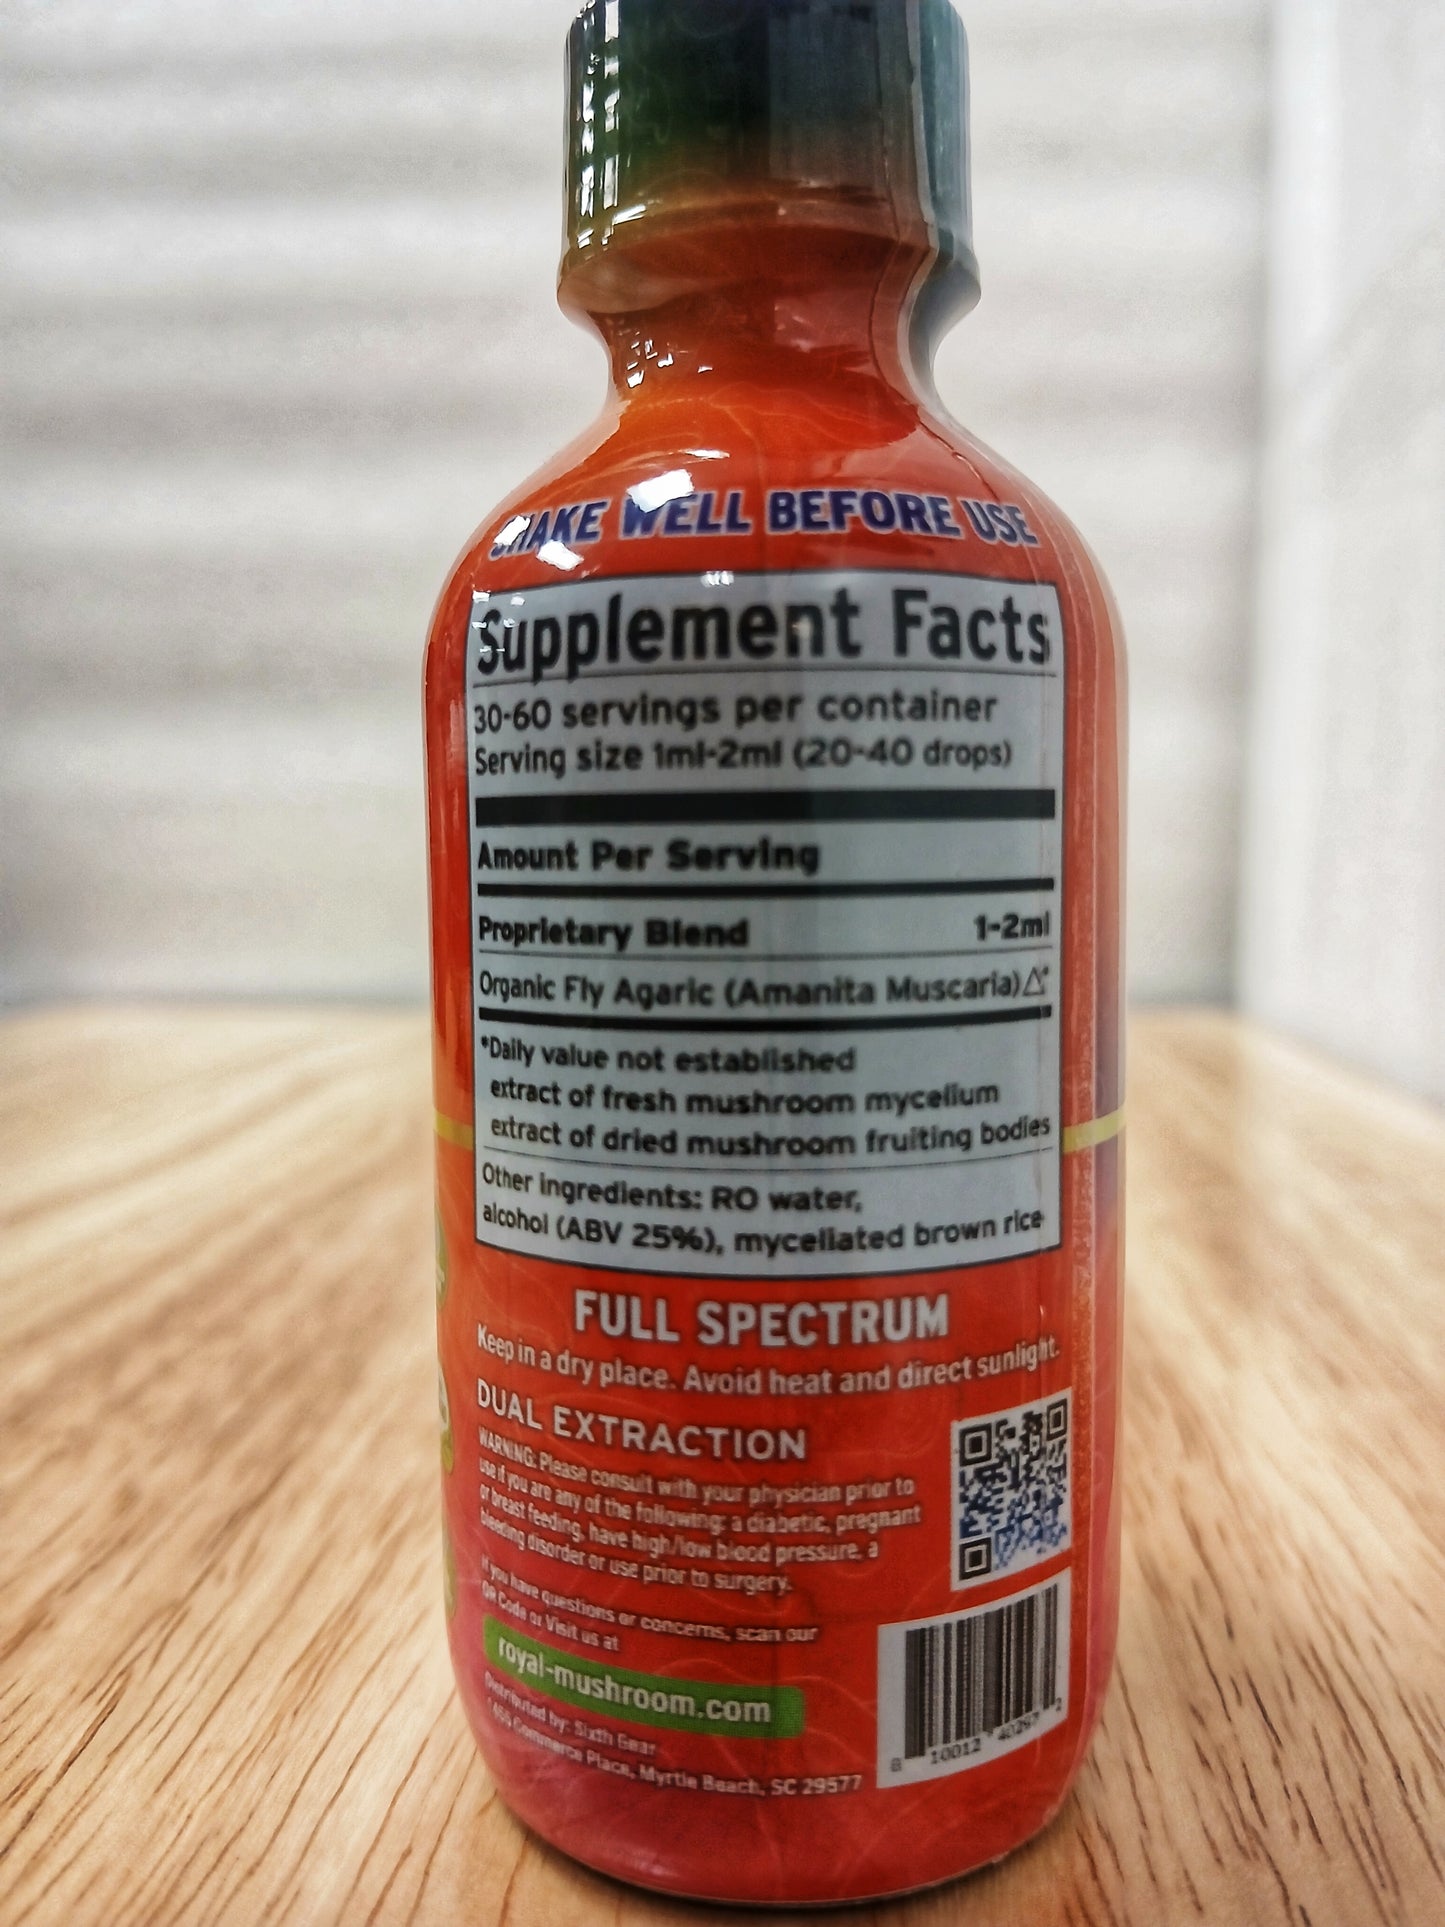 SHAKE WELL BEFORE USE
Supplement Facts
30-60 servings per container
Serving size 1ml-2ml (20-40 drops)
Amount Per Serving
Proprietary Blend 1-2ml
Organic Fly Agaric (Amanita Muscaria)△*
*Daily value not established
extract of fresh mushroom mycelium
extract of dried mushroom fruiting bodies
Other ingredients: RO water,
alcohol (ABV 25%), mycellated brown rice
FULL SPECTRUM
Keep in a dry place. Avoid heat and direct sunlight.
DUAL EXTRACTION
WARNING: Please consult with your physician prior to
use if you are any of the following: a diabetic, pregnant
or breast feeding, have high/low blood pressure, a
bleeding disorder or use prior to surgery.
If you have questions or concerns, scan our
QR Code or Visit us at
royal-mushroom.com
Distributed by: Sixth Gear
Commerce Place, Myrtle Beach, SC 29577
8 10012